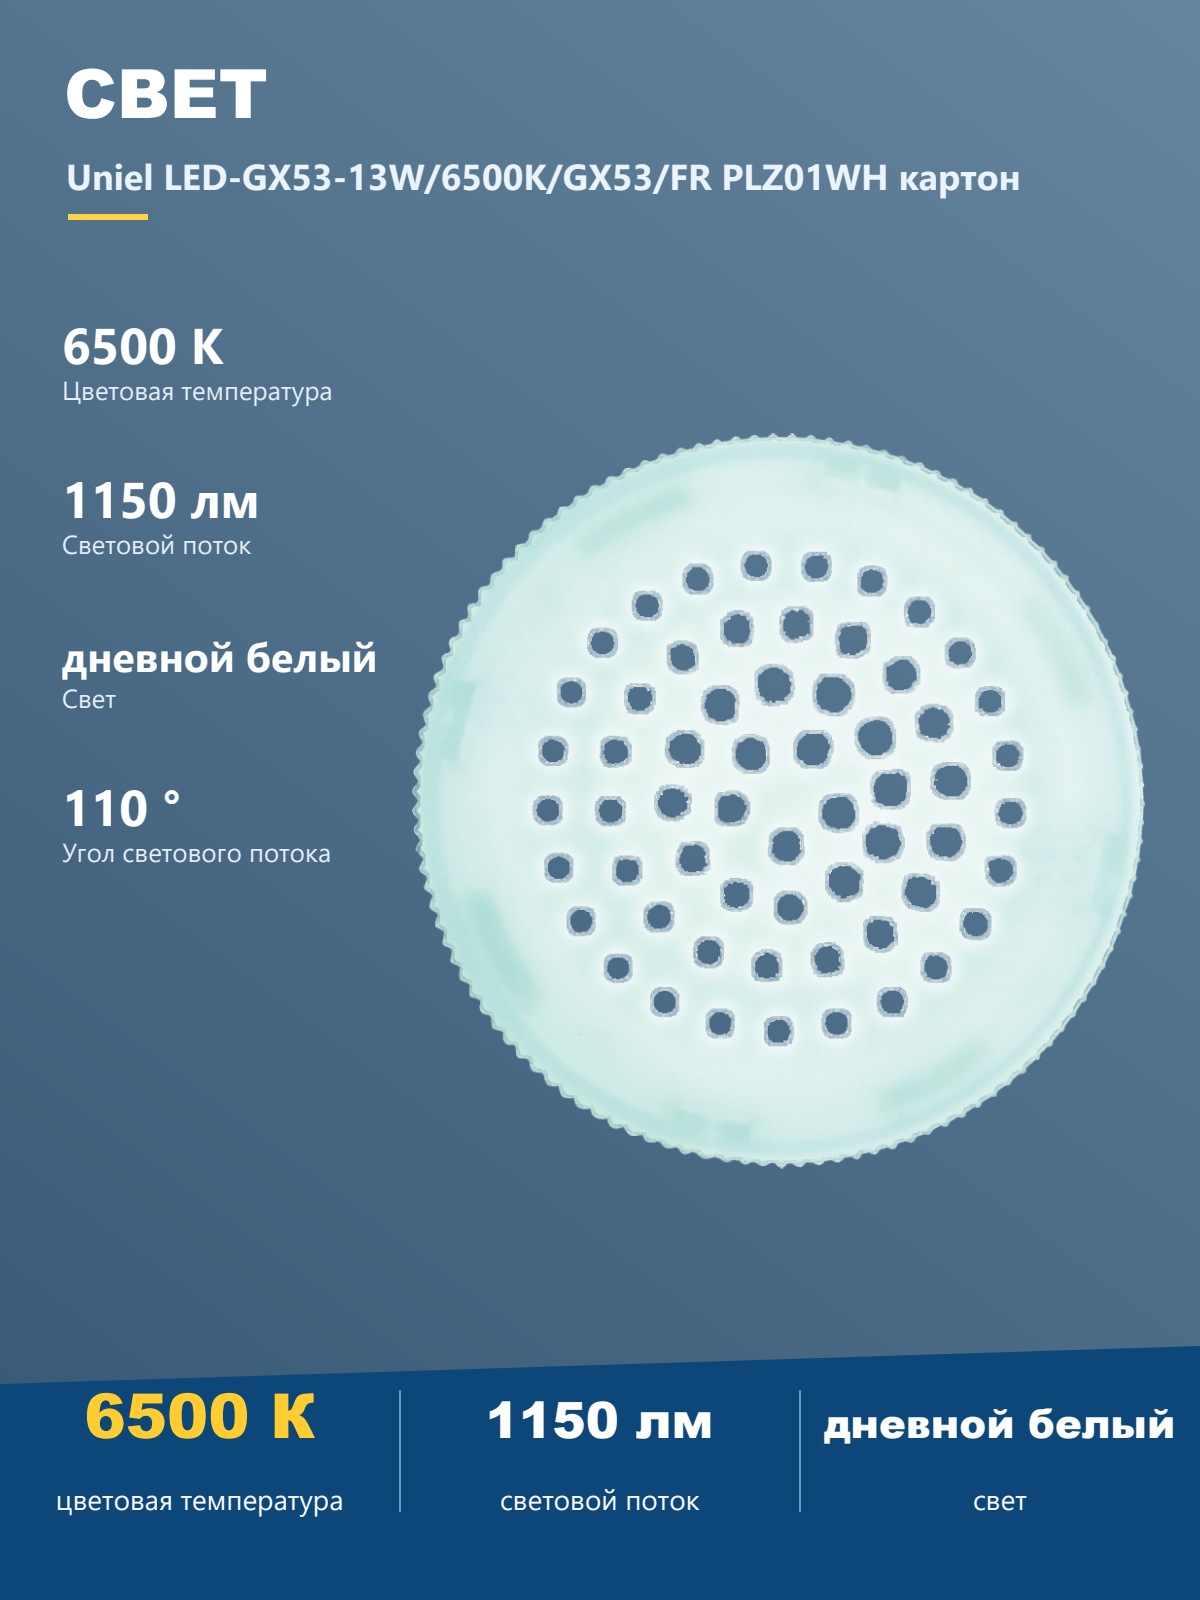 СВЕТ
Uniel LED-GX53-13W/6500K/GX53/FR PLZ01WH картон
6500 К
Цветовая температура
1150 лм
Световой поток
дневной белый
Свет
110 °
Угол светового потока
6500 К
цветовая температура
1150 лм
световой поток
дневной белый
свет